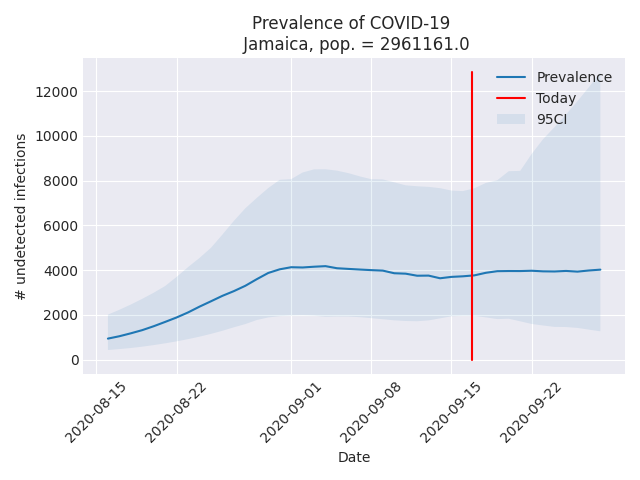 Prevalence of COVID-19
Jamaica, pop. = 2961161.0
Prevalence
Today
95CI
12000
10000
8000
6000
4000
2000
0
# undetected infections
2020-08-15
2020-08-22
2020-09-01
2020-09-08
2020-09-15
2020-09-22
Date